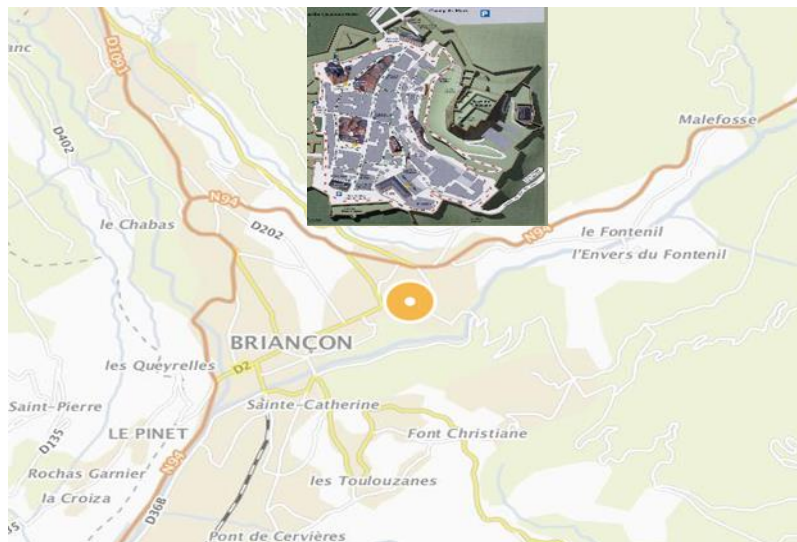 D1091
anc
D402
P
Malefosse
N94
le Chabas
D202
N94
le Fontenil
l'Envers du Fontenil
BRIANÇON
les Queyrelles
D2
Saint-Pierre
Sainte-Catherine
D135
LE PINET
Font Christiane
N94
Rochas Garnier
les Toulouzanes
la Croiza
D36B
Pont de Cervières